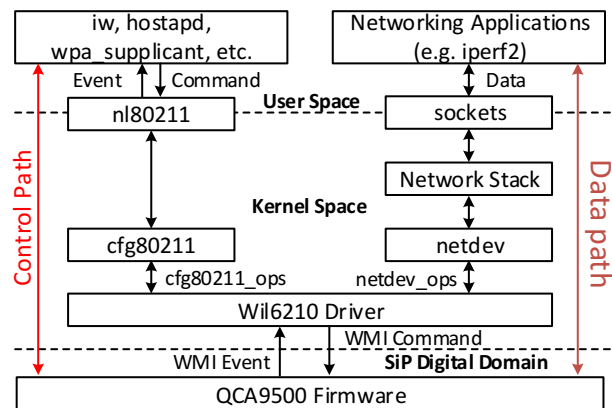 iw, hostapd,
wpa_supplicant, etc.
Networking Applications
(e.g. iperf2)
Event
Command
Data
User Space
nl80211
sockets
Network Stack
Control Path
Data path
Kernel Space
cfg80211
netdev
cfg80211_ops
netdev_ops
Wil6210 Driver
WMI Command
WMI Event
SiP Digital Domain
QCA9500 Firmware